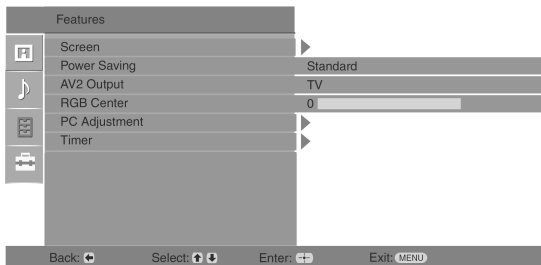 Features
Screen
Power Saving Standard
AV2 Output TV
RGB Center 0
PC Adjustment
Timer
Back: Select: Enter: Exit: MENU